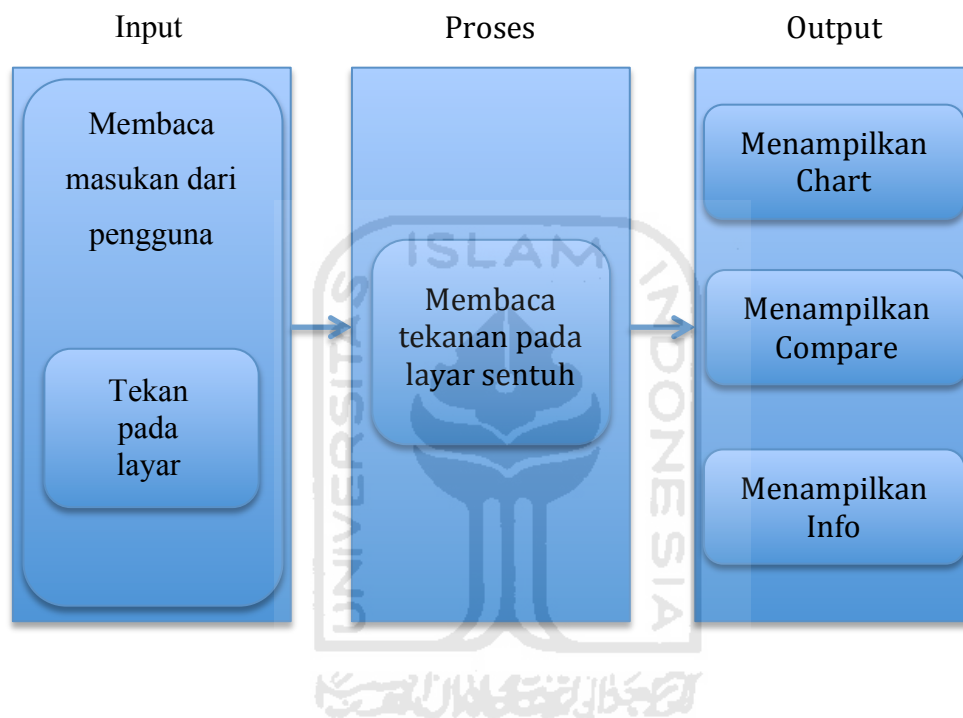 Input
Proses
Output
Membaca
masukan dari
pengguna
Tekan
pada
layar
Membaca
tekanan pada
layar sentuh
Menampilkan
Chart
Menampilkan
Compare
Menampilkan
Info
UNIVERSITAS
ISLAM
INDONESIA